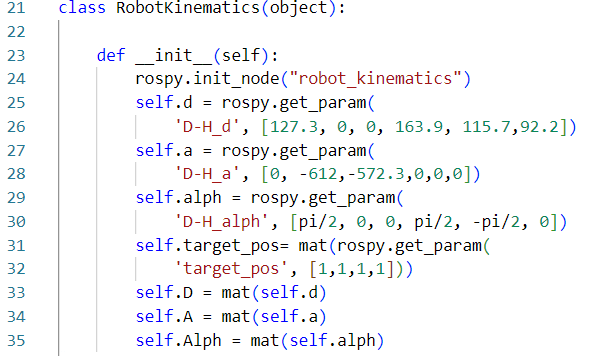 21 class RobotKinematics(object):
22
23     def __init__(self):
24         rospy.init_node("robot_kinematics")
25         self.d = rospy.get_param(
26             'D-H_d', [127.3, 0, 0, 163.9, 115.7,92.2])
27         self.a = rospy.get_param(
28             'D-H_a', [0, -612,-572.3,0,0,0])
29         self.alph = rospy.get_param(
30             'D-H_alph', [pi/2, 0, 0, pi/2, -pi/2, 0])
31         self.target_pos= mat(rospy.get_param(
32             'target_pos', [1,1,1,1]))
33         self.D = mat(self.d)
34         self.A = mat(self.a)
35         self.Alph = mat(self.alph)